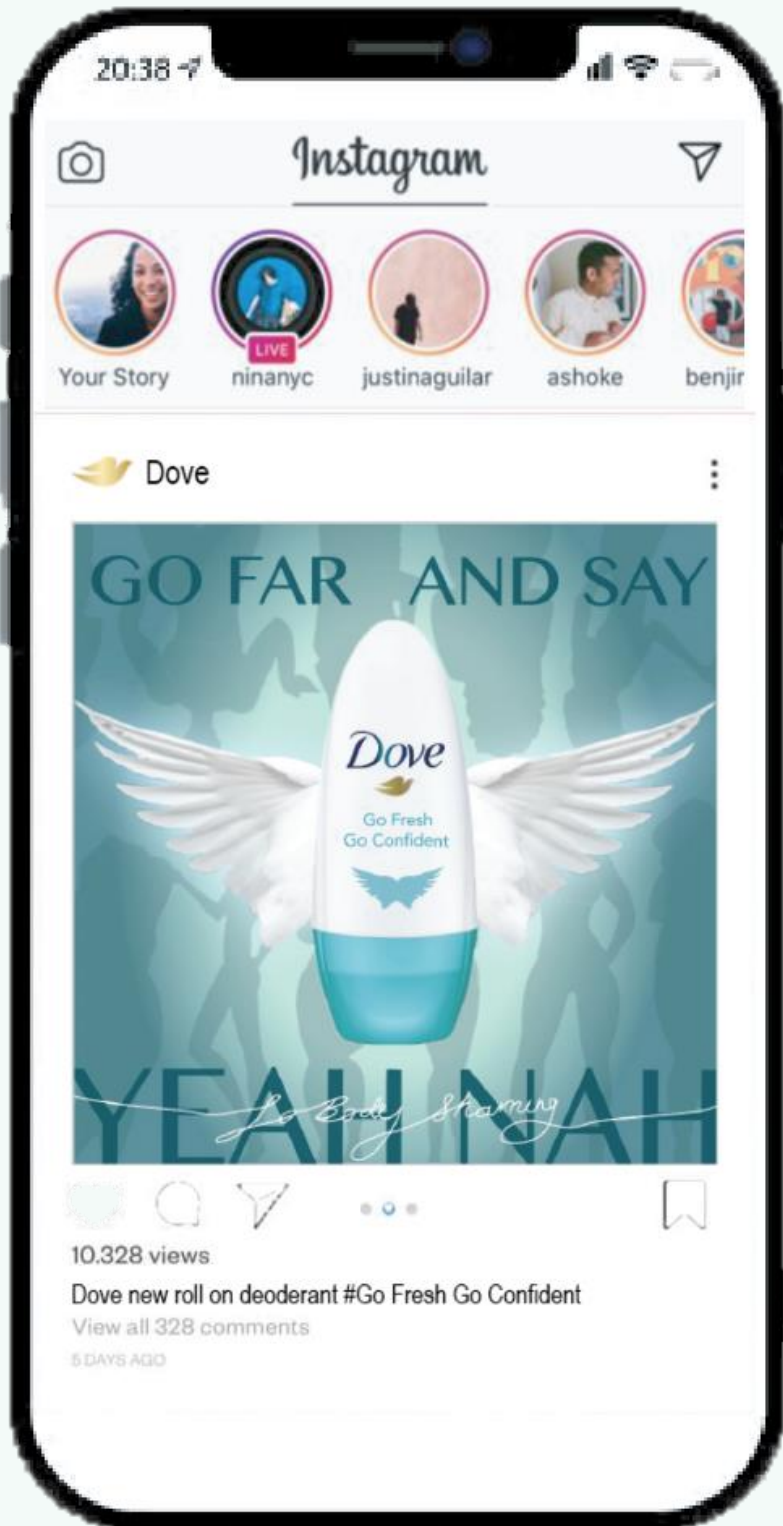 20:38
Instagram
LIVE
Your Story
ninanyc
justinaguilar
ashoke
benjir
Dove
GO FAR AND SAY
Dove
Go Fresh
Go Confident
YEAH NAH
To Body Shaming
10.328 views
Dove new roll on deoderant #Go Fresh Go Confident
View all 328 comments
5 DAYS AGO